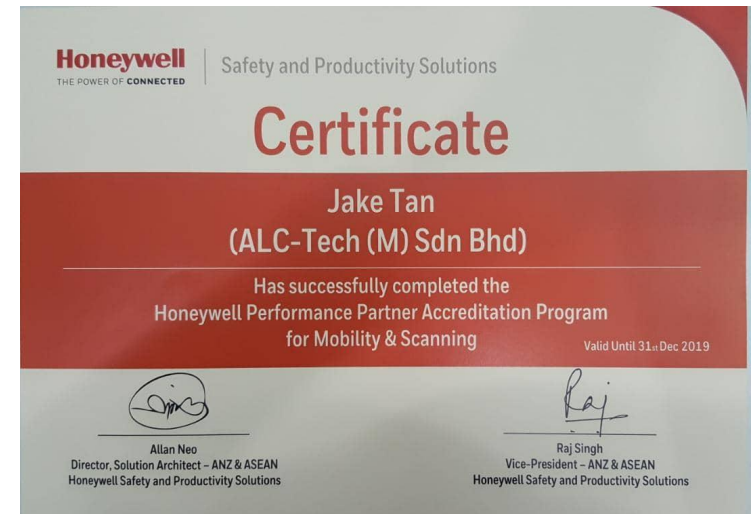 Honeywell
THE POWER OF CONNECTED
Safety and Productivity Solutions
Certificate
Jake Tan
(ALC-Tech (M) Sdn Bhd)
Has successfully completed the
Honeywell Performance Partner Accreditation Program
for Mobility & Scanning
Valid Until 31st Dec 2019
Raj
Allan Neo
Director, Solution Architect – ANZ & ASEAN
Honeywell Safety and Productivity Solutions
Raj Singh
Vice-President – ANZ & ASEAN
Honeywell Safety and Productivity Solutions